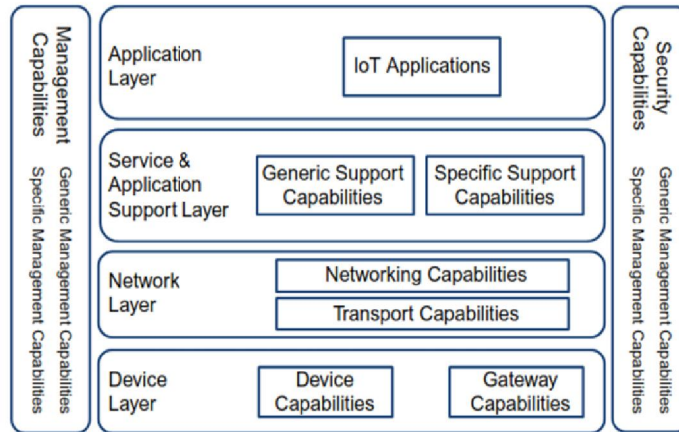 Management
Capabilities
Generic Management Capabilities
Specific Management Capabilities
Application
Layer
IoT Applications
Service &
Application
Support Layer
Generic Support
Capabilities
Specific Support
Capabilities
Network
Layer
Networking Capabilities
Transport Capabilities
Device
Layer
Device
Capabilities
Gateway
Capabilities
Security
Capabilities
Generic Management Capabilities
Specific Management Capabilities